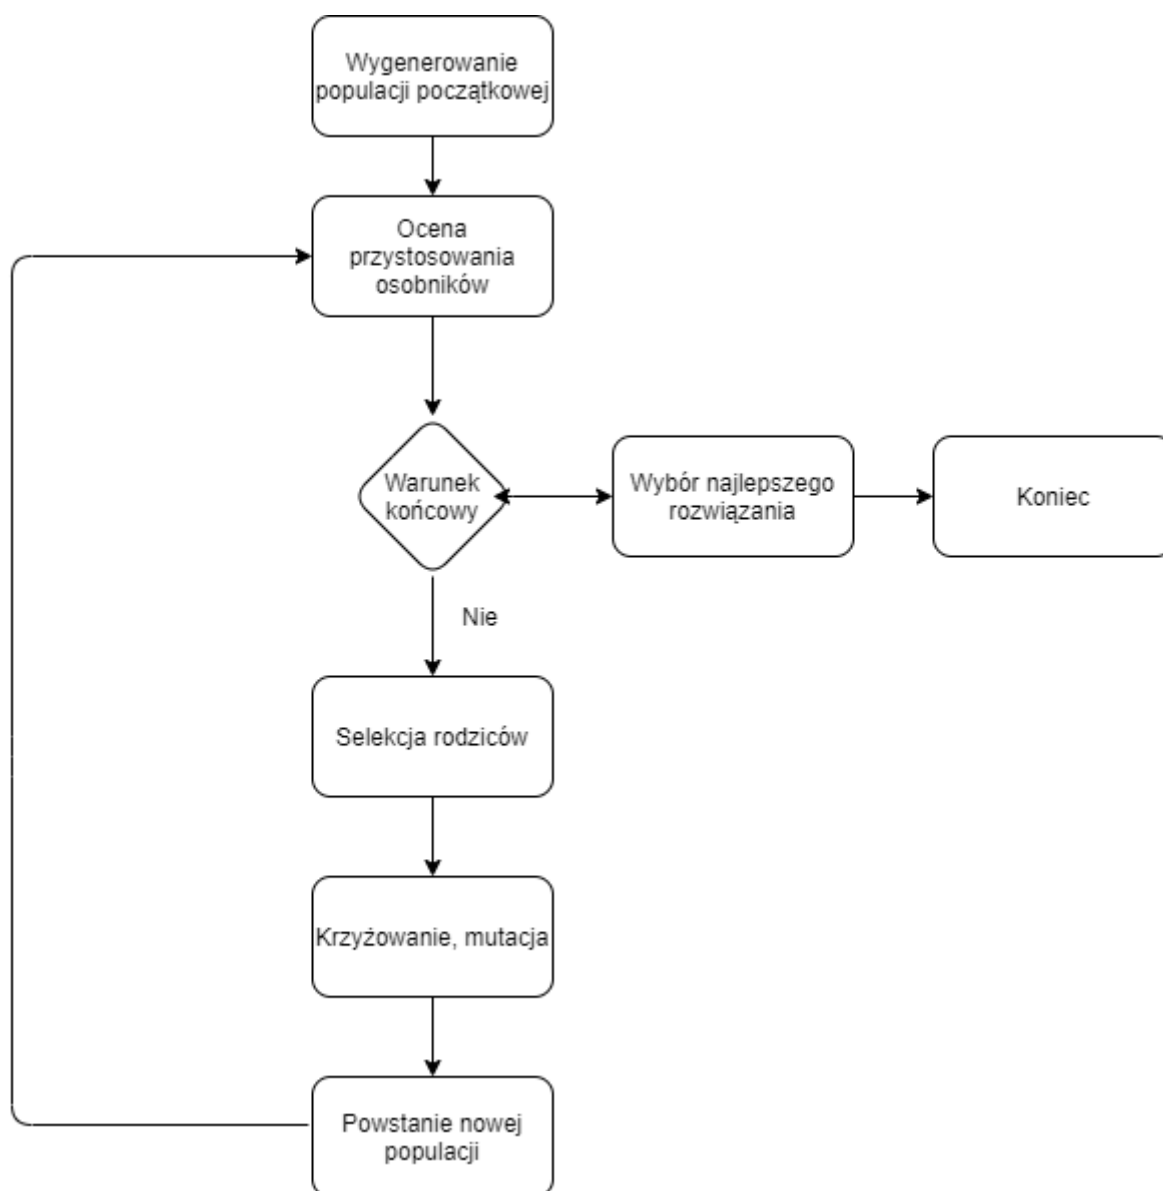 Wygenerowanie
populacji początkowej
Ocena
przystosowania
osobników
Warunek
końcowy
Wybór najlepszego
rozwiązania
Koniec
Nie
Selekcja rodziców
Krzyżowanie, mutacja
Powstanie nowej
populacji